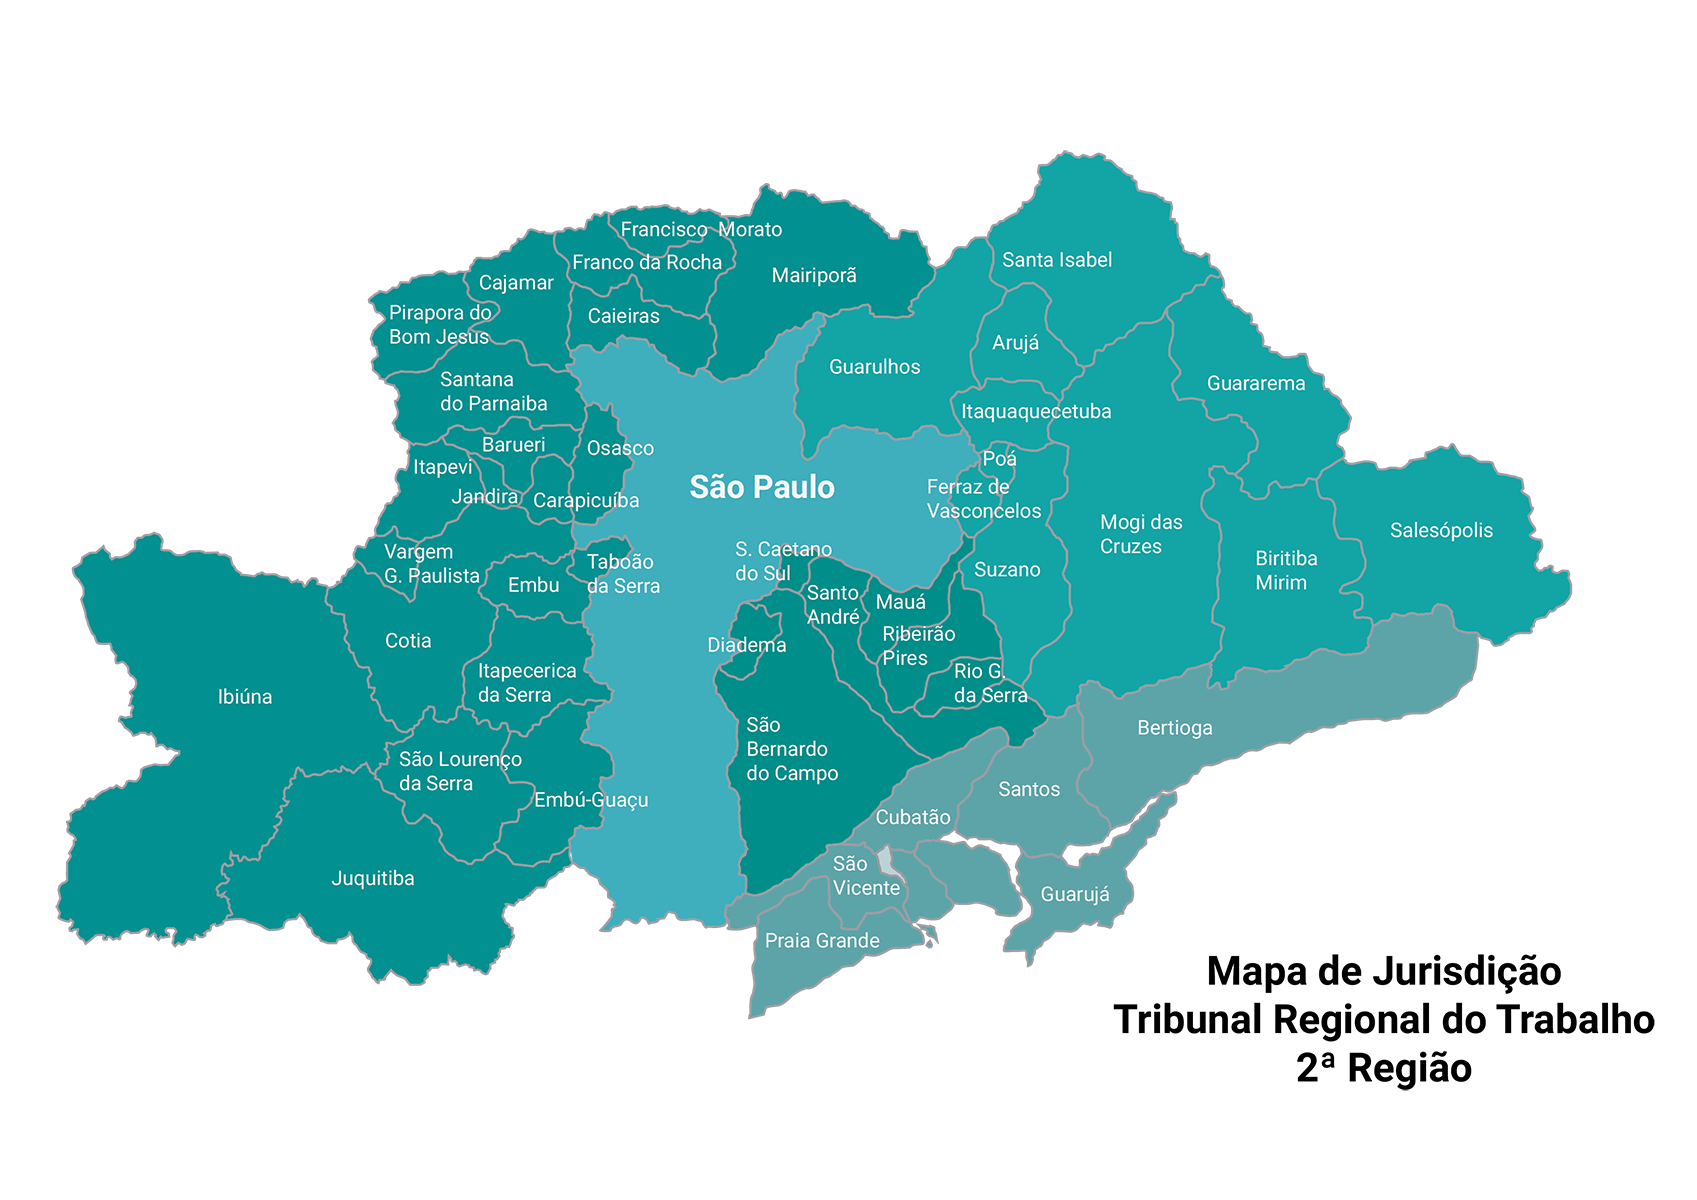 Francisco Morato
Franco da Rocha
Santa Isabel
Mairiporã
Cajamar
Pirapora do
Bom Jesus
Caieiras
Arujá
Guarulhos
Guararema
Santana
do Parnaiba
Itaquaquecetuba
Barueri
Osasco
Itapevi
Poá
Jandira
Carapicuíba
São Paulo
Ferraz de
Vasconcelos
Mogi das
Cruzes
Salesópolis
Vargem
G. Paulista
Taboão
da Serra
S. Caetano
do Sul
Suzano
Biritiba
Mirim
Embu
Santo
André
Mauá
Cotia
Diadema
Ribeirão
Pires
Itapecerica
da Serra
Rio G.
da Serra
Ibiúna
São
Bernardo
do Campo
Bertioga
São Lourenço
da Serra
Santos
Embú-Guaçu
Cubatão
Juquitiba
São
Vicente
Guarujá
Praia Grande
Mapa de Jurisdição
Tribunal Regional do Trabalho
2ª Região